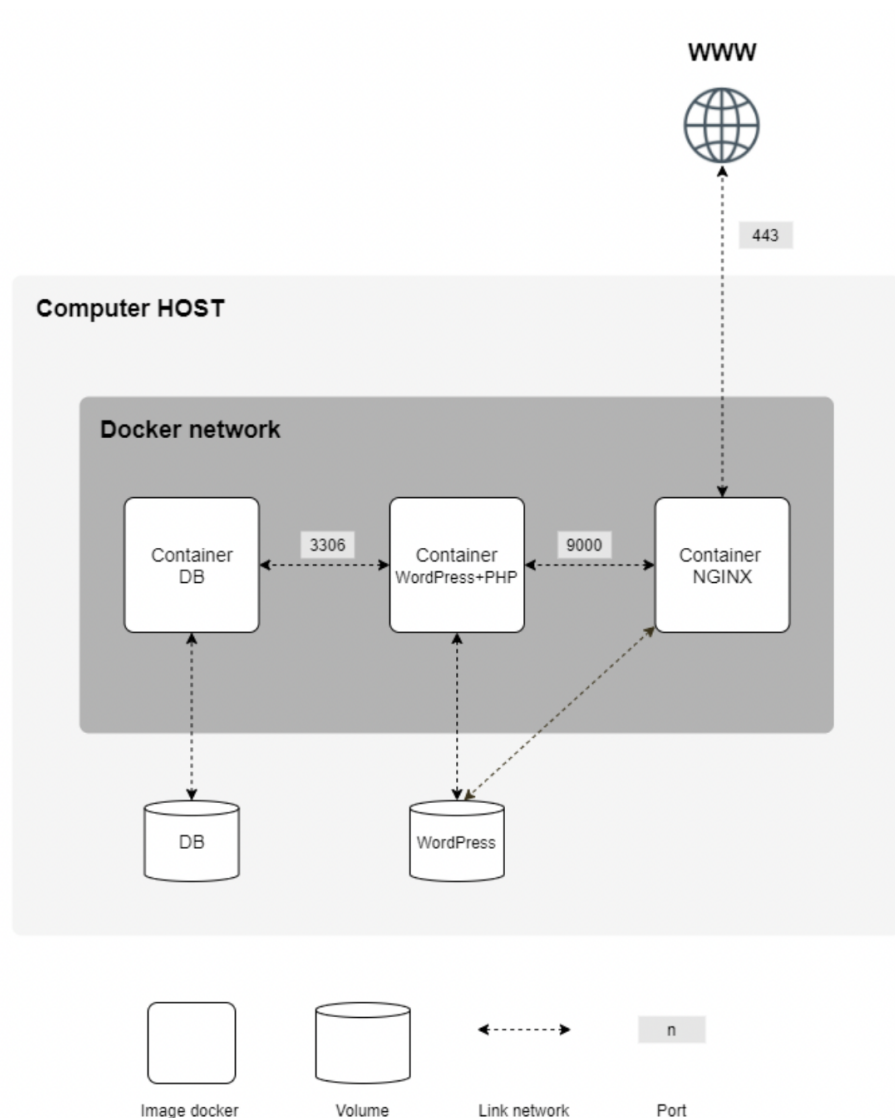 WWW
443
Computer HOST
Docker network
Container
DB
3306
Container
WordPress+PHP
9000
Container
NGINX
DB
WordPress
n
Image docker
Volume
Link network
Port